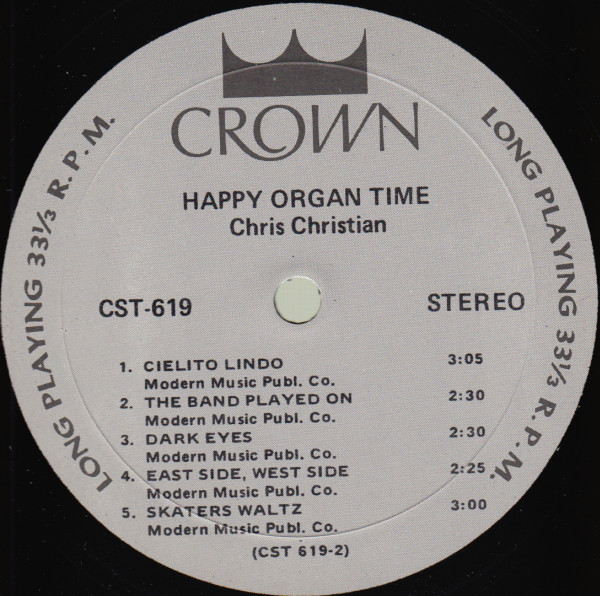 CROWN
HAPPY ORGAN TIME
Chris Christian
LONG PLAYING 33⅓ R.P.M.
LONG PLAYING 33⅓ R.P.M.
CST-619
STEREO
1. CIELITO LINDO 3:05
Modern Music Publ. Co.
2. THE BAND PLAYED ON 2:30
Modern Music Publ. Co.
3. DARK EYES 2:30
Modern Music Publ. Co.
4. EAST SIDE, WEST SIDE 2:25
Modern Music Publ. Co.
5. SKATERS WALTZ 3:00
Modern Music Publ. Co.
(CST 619-2)